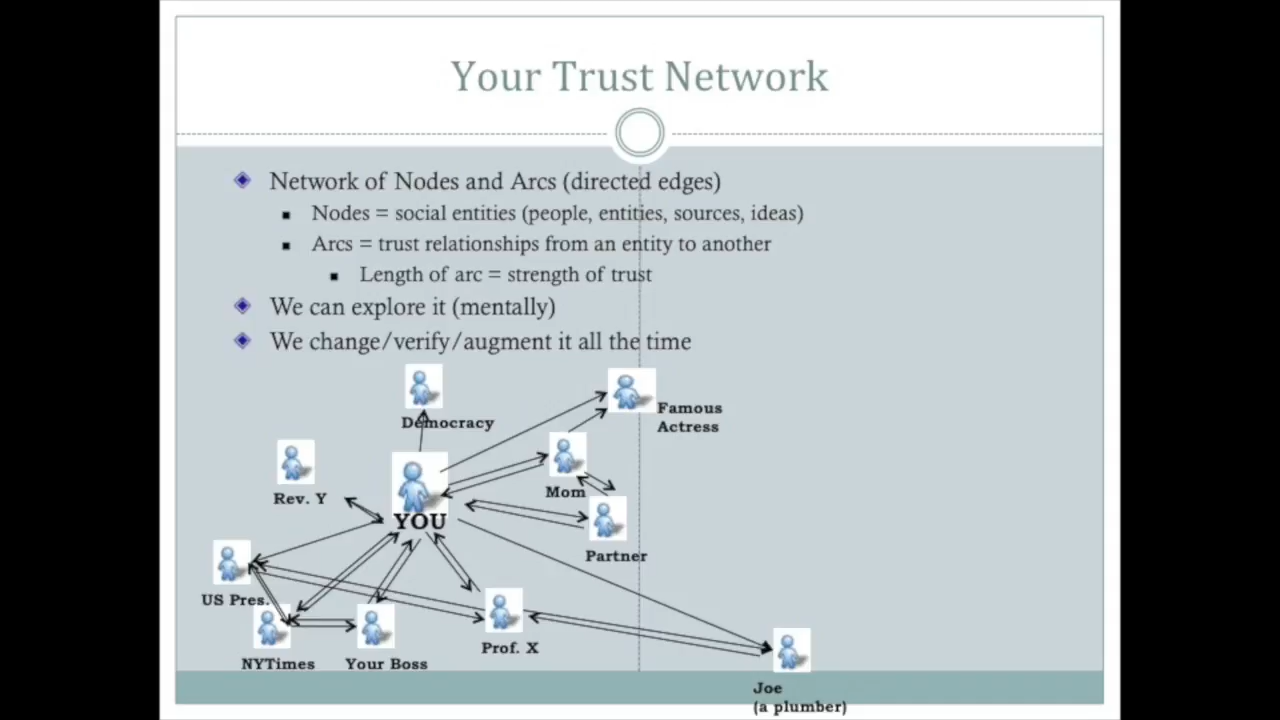 Your Trust Network
Network of Nodes and Arcs (directed edges)
Nodes = social entities (people, entities, sources, ideas)
Arcs = trust relationships from an entity to another
Length of arc = strength of trust
We can explore it (mentally)
We change/verify/augment it all the time
Democracy
Famous
Actress
Rev. Y
Mom
YOU
Partner
US Pres.
NYTimes
Your Boss
Prof. X
Joe
(a plumber)